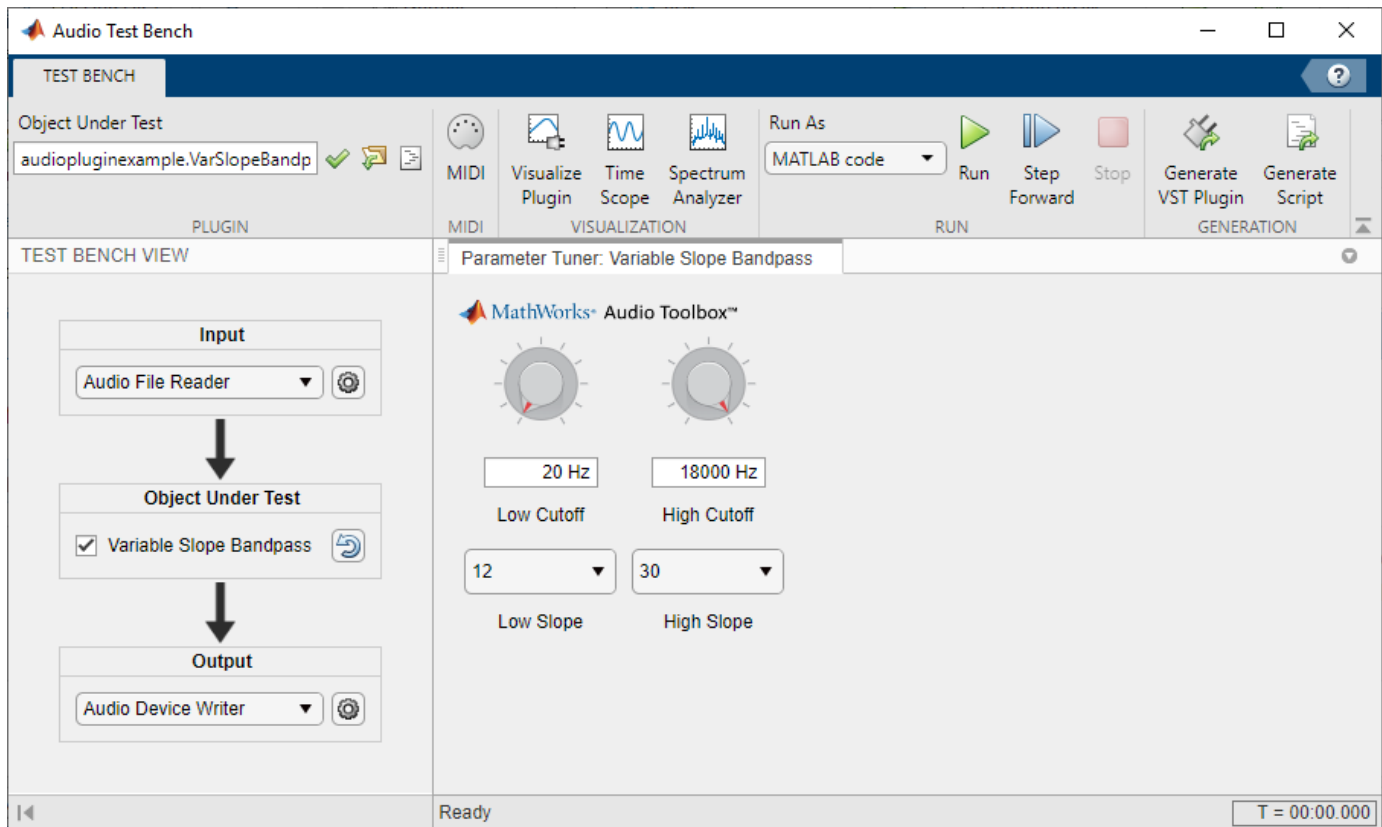 Audio Test Bench
TEST BENCH
?
Object Under Test
audiopluginexample.VarSlopeBandp
PLUGIN
MIDI
MIDI
Visualize
Plugin
Time
Scope
Spectrum
Analyzer
VISUALIZATION
Run As
MATLAB code
Run
Step
Forward
Stop
RUN
Generate
VST Plugin
Generate
Script
GENERATION
TEST BENCH VIEW
Input
Audio File Reader
Object Under Test
Variable Slope Bandpass
Output
Audio Device Writer
Parameter Tuner: Variable Slope Bandpass
MathWorks® Audio Toolbox™
20 Hz
18000 Hz
Low Cutoff
High Cutoff
12
30
Low Slope
High Slope
Ready
T = 00:00.000